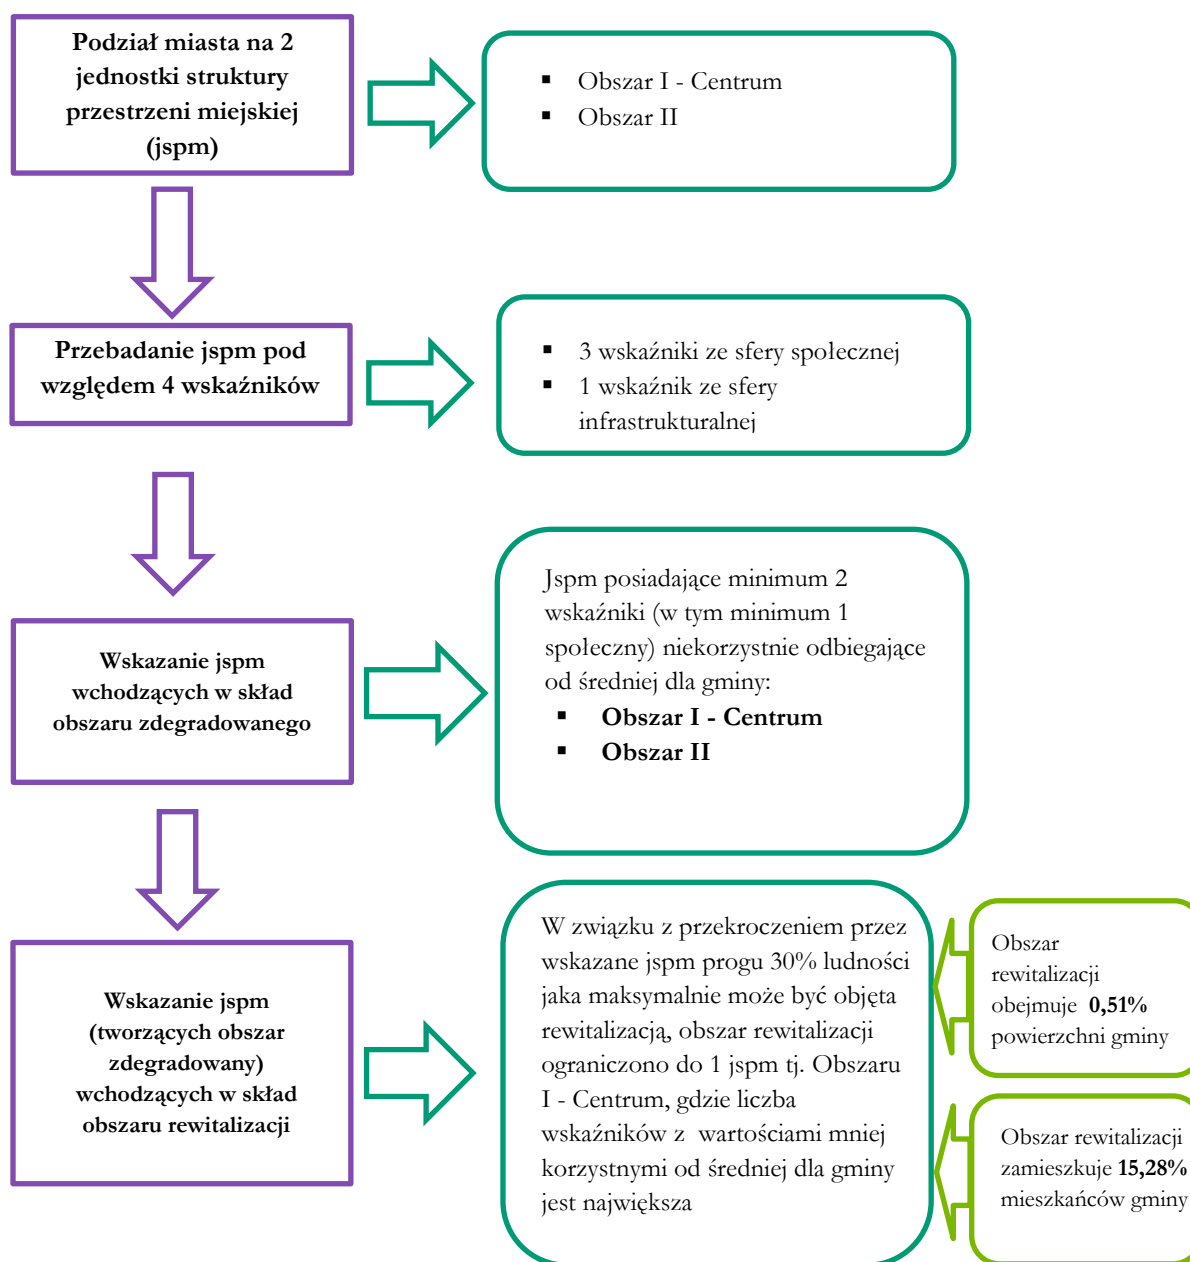 Podział miasta na 2
jednostki struktury
przestrzeni miejskiej
(jspm)
▪ Obszar I - Centrum
▪ Obszar II
Przebadanie jspm pod
względem 4 wskaźników
▪ 3 wskaźniki ze sfery społecznej
▪ 1 wskaźnik ze sfery
infrastrukturalnej
Wskazanie jspm
wchodzących w skład
obszaru zdegradowanego
Jspm posiadające minimum 2
wskaźniki (w tym minimum 1
społeczny) niekorzystnie odbiegające
od średniej dla gminy:
▪ Obszar I - Centrum
▪ Obszar II
Wskazanie jspm
(tworzących obszar
zdegradowany)
wchodzących w skład
obszaru rewitalizacji
W związku z przekroczeniem przez
wskazane jspm progu 30% ludności
jaka maksymalnie może być objęta
rewitalizacją, obszar rewitalizacji
ograniczono do 1 jspm tj. Obszaru
I - Centrum, gdzie liczba
wskaźników z wartościami mniej
korzystnymi od średniej dla gminy
jest największa
Obszar
rewitalizacji
obejmuje 0,51%
powierzchni gminy
Obszar rewitalizacji
zamieszkuje 15,28%
mieszkańców gminy